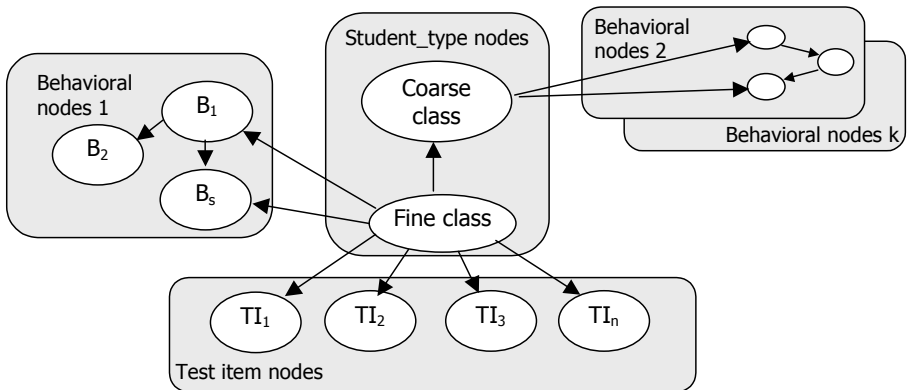 Student_type nodes
Coarse
class
Fine class
Behavioral
nodes 1
B₁
B₂
Bₛ
Behavioral
nodes 2
Behavioral nodes k
TI₁
TI₂
TI₃
TIₙ
Test item nodes